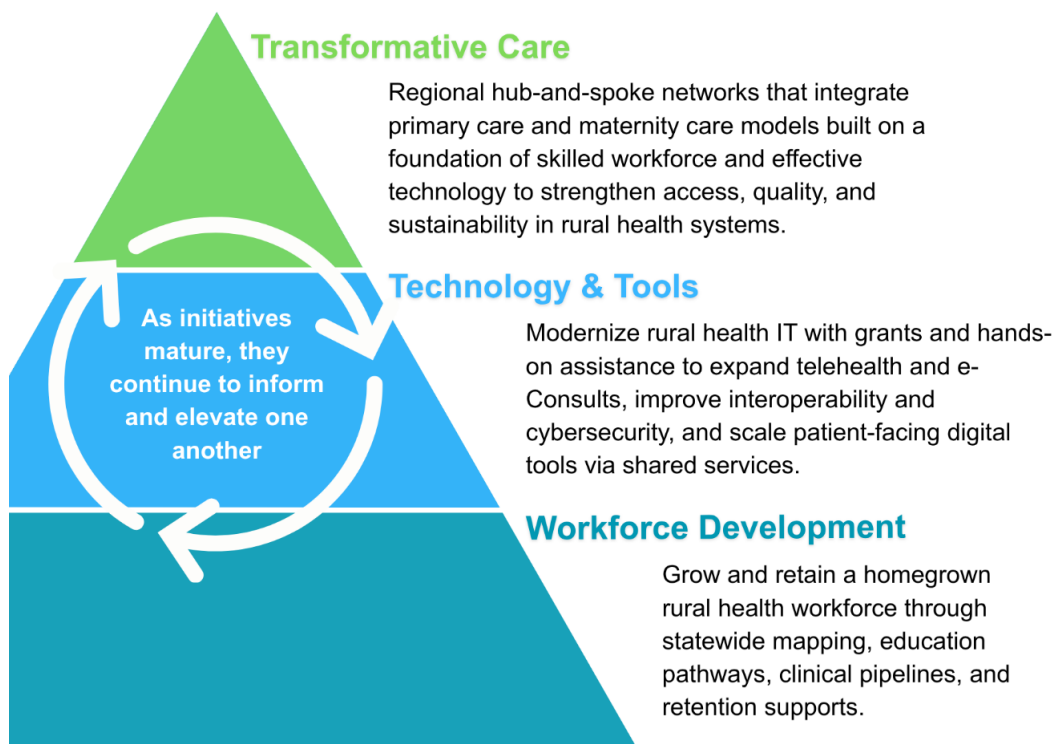 Transformative Care
Regional hub-and-spoke networks that integrate
primary care and maternity care models built on a
foundation of skilled workforce and effective
technology to strengthen access, quality, and
sustainability in rural health systems.
Technology & Tools
As initiatives
mature, they
continue to inform
and elevate one
another
Modernize rural health IT with grants and hands-
on assistance to expand telehealth and e-
Consults, improve interoperability and
cybersecurity, and scale patient-facing digital
tools via shared services.
Workforce Development
Grow and retain a homegrown
rural health workforce through
statewide mapping, education
pathways, clinical pipelines, and
retention supports.